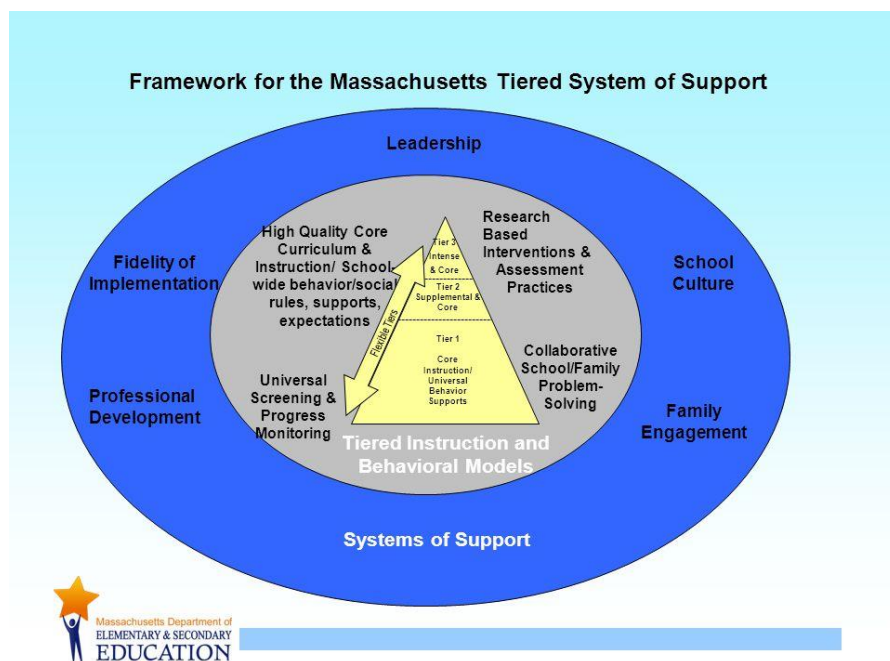 Framework for the Massachusetts Tiered System of Support
Leadership
Fidelity of
Implementation
Professional
Development
School
Culture
Family
Engagement
High Quality Core
Curriculum &
Instruction/ School-
wide behavior/social
rules, supports,
expectations
Research
Based
Interventions &
Assessment
Practices
Universal
Screening &
Progress
Monitoring
Collaborative
School/Family
Problem-
Solving
Flexible Tiers
Tier 3
Intense
& Core
Tier 2
Supplemental &
Core
Tier 1
Core
Instruction/
Universal
Behavior
Supports
Tiered Instruction and
Behavioral Models
Systems of Support
Massachusetts Department of
ELEMENTARY & SECONDARY
EDUCATION